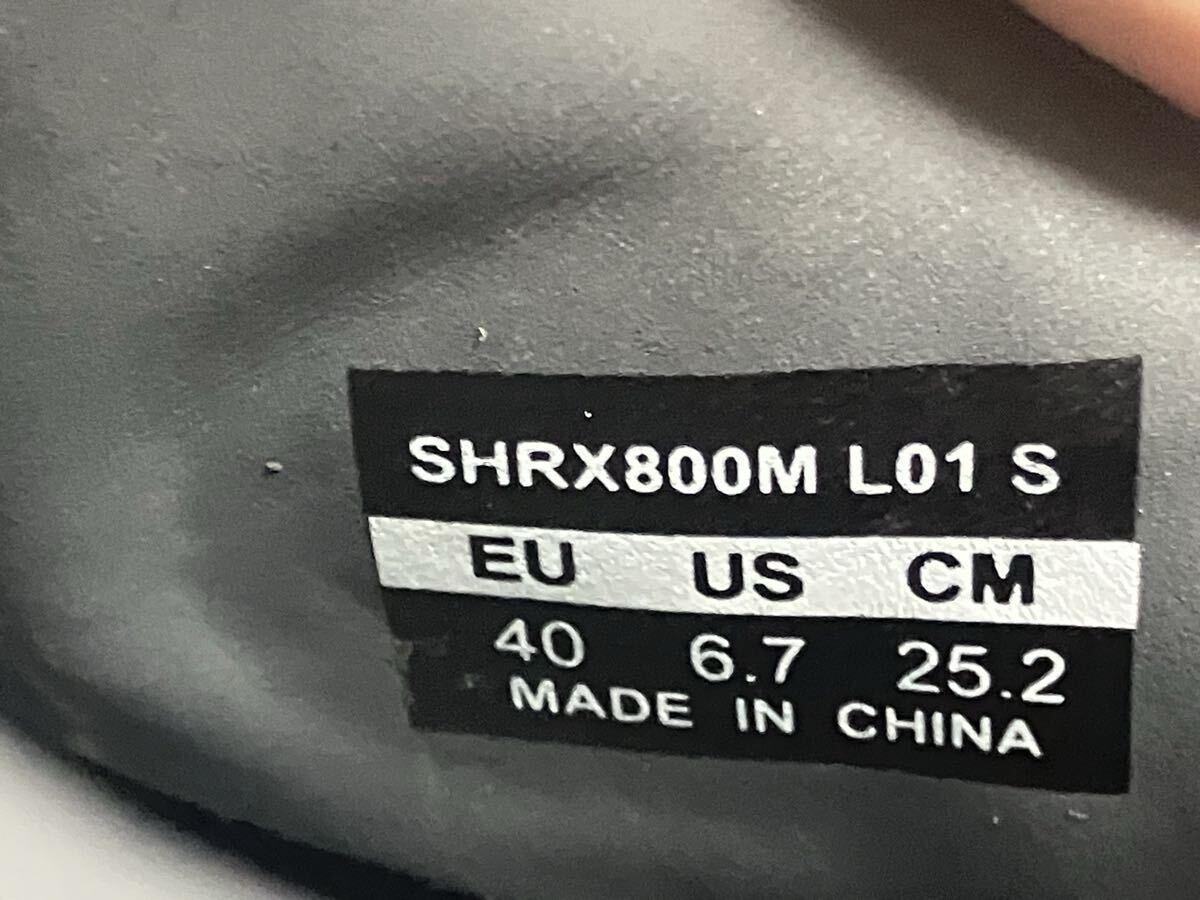 SHRX800M L01 S
EU US CM
40 6.7 25.2
MADE IN CHINA